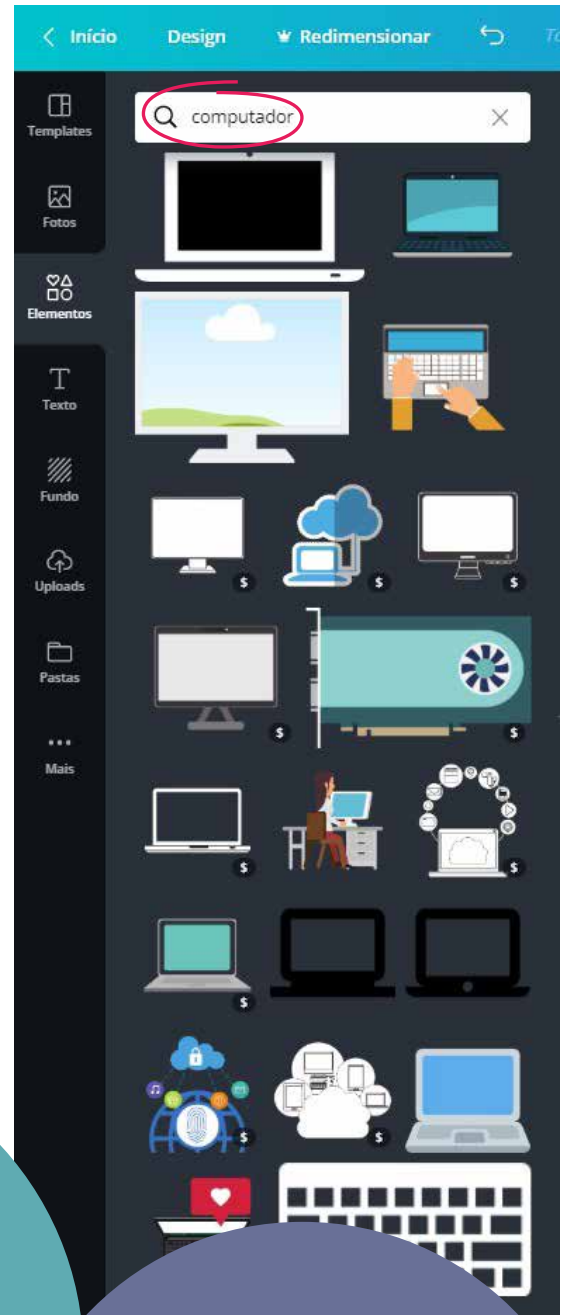 Início Design Redimensionar
computador
Templates
Fotos
Elementos
Texto
Fundo
Uploads
Pastas
Mais
$ $ $
$ $
$ $
$
$ $